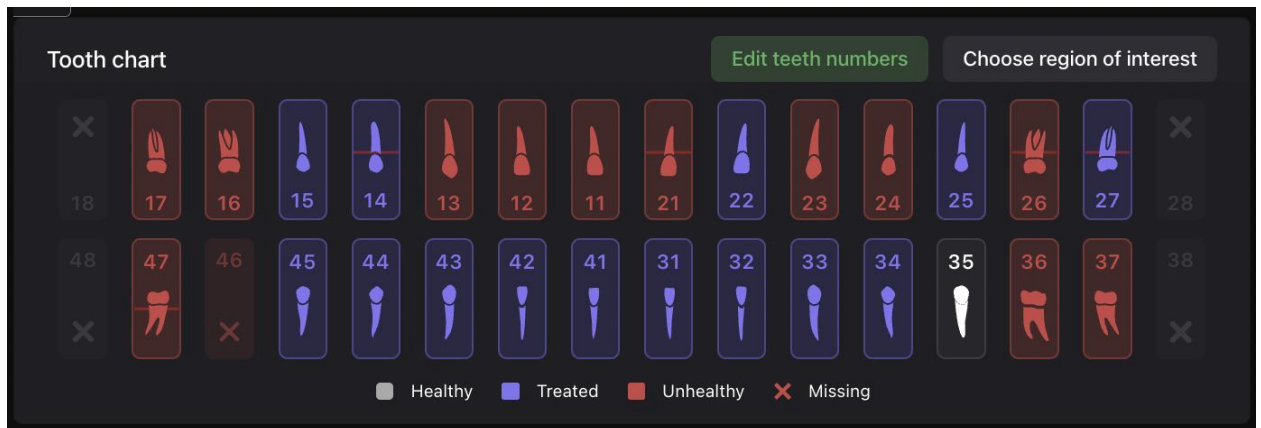 Tooth chart
Edit teeth numbers
Choose region of interest
18 17 16 15 14 13 12 11 21 22 23 24 25 26 27 28
48 47 46 45 44 43 42 41 31 32 33 34 35 36 37 38
Healthy Treated Unhealthy Missing